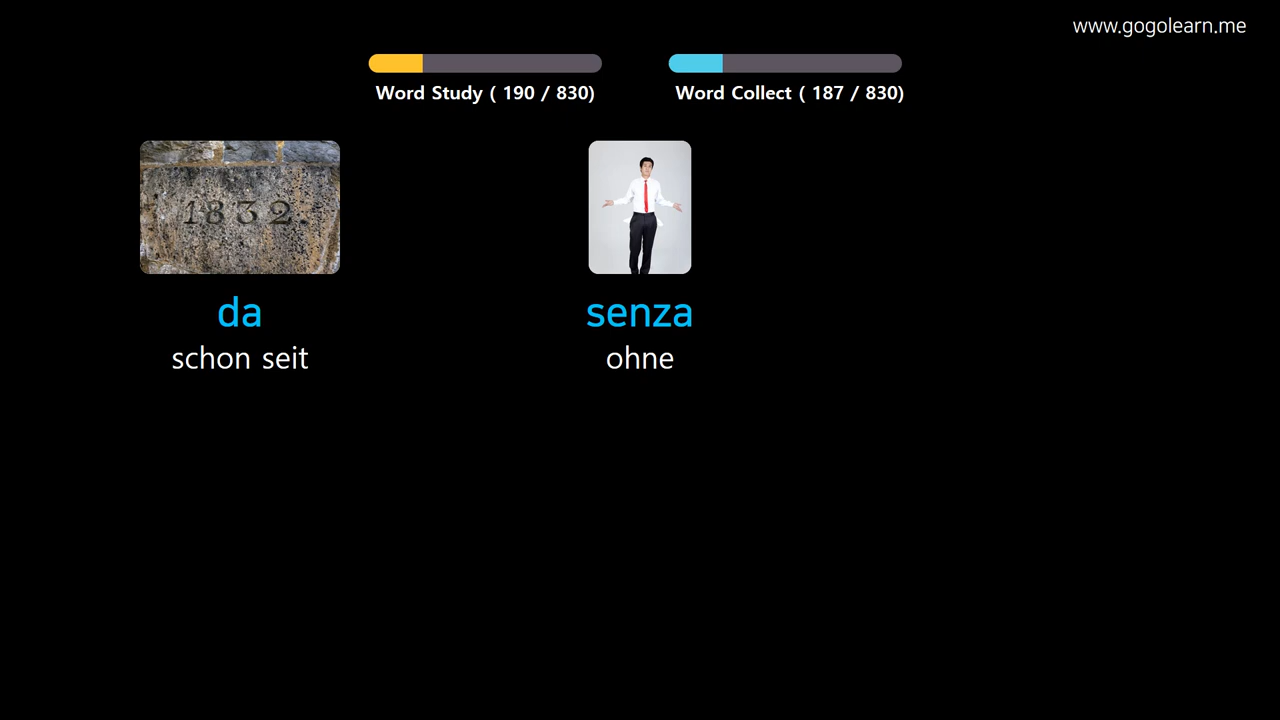 www.gogolearn.me
Word Study ( 190 / 830)
Word Collect ( 187 / 830)
1832.
da
schon seit
senza
ohne